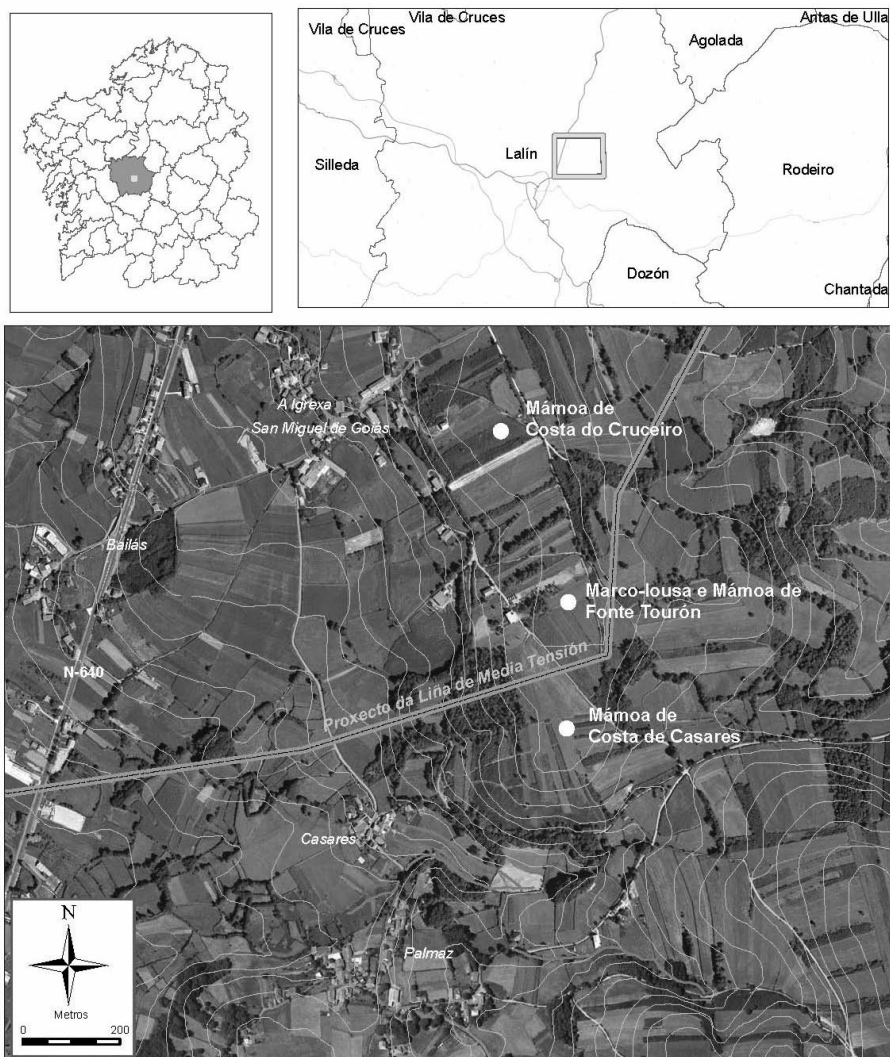 Vila de Cruces
Vila de Cruces
Antas de Ulla
Agolada
Silleda
Lalín
Rodeiro
Dozón
Chantada
A Igrexa
San Miguel de Goiás
Mámoa de
Costa do Cruceiro
Bailás
Marco-lousa e Mámoa de
Fonte Tourón
N-640
Proxecto da Liña de Media Tensión
Mámoa de
Costa de Casares
Casares
Palmaz
N
Metros
0 200